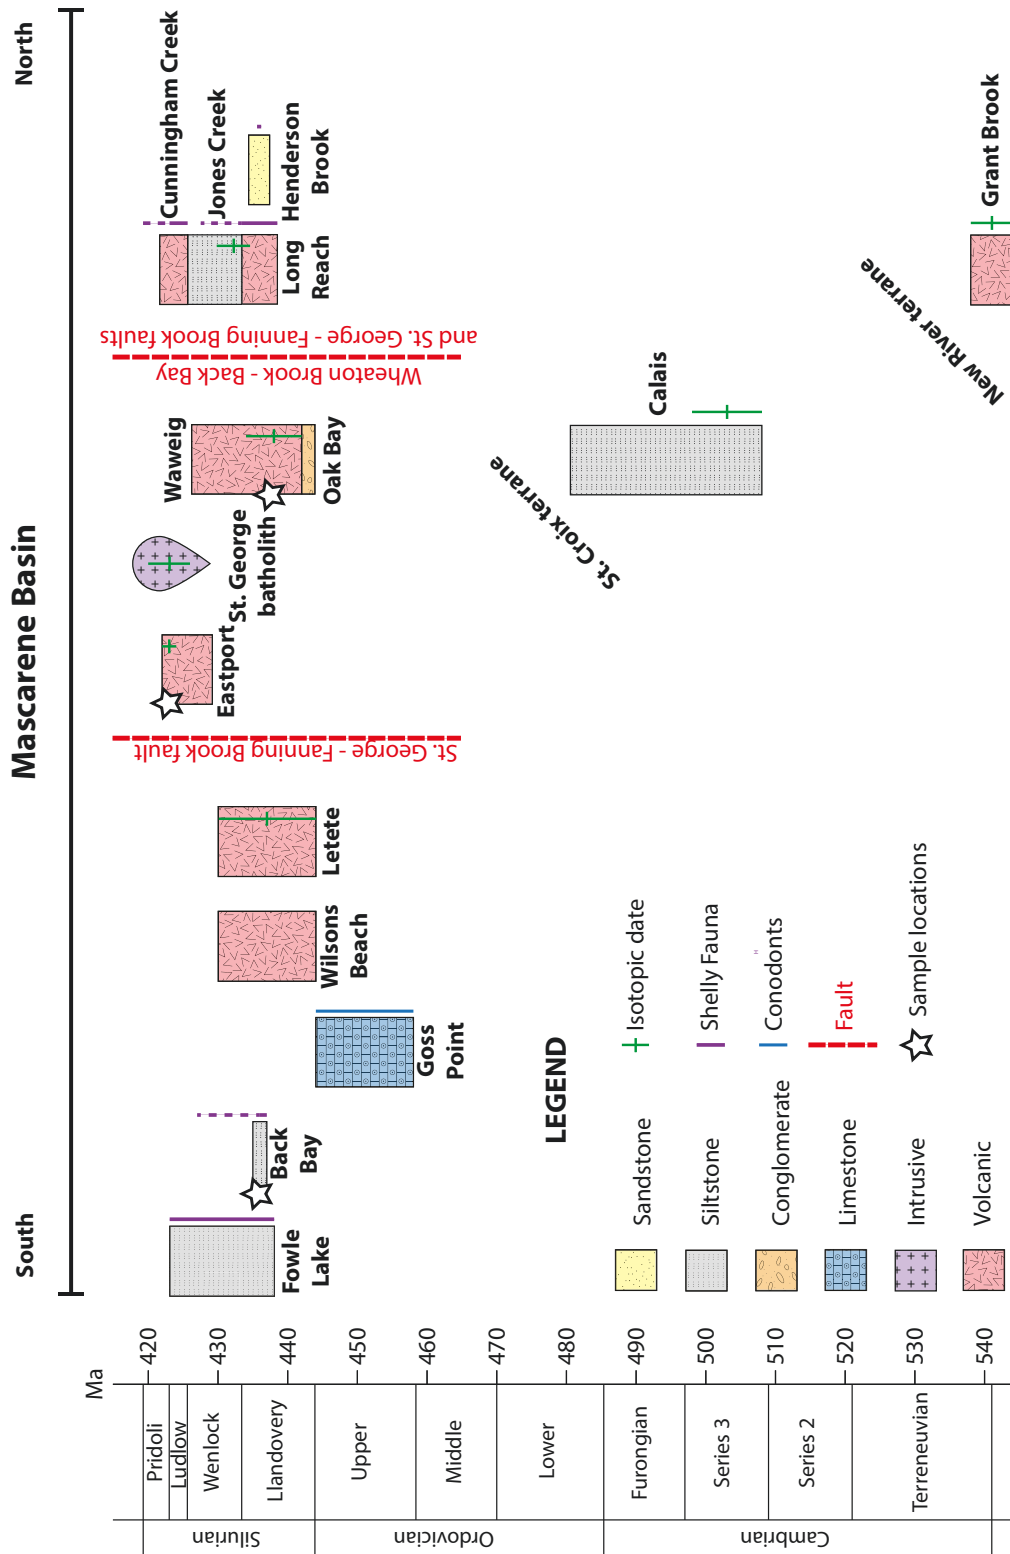 Mascarene Basin
South
North
Ma
420
430
440
450
460
470
480
490
500
510
520
530
540
Pridoli
Ludlow
Wenlock
Llandovery
Upper
Middle
Lower
Furongian
Series 3
Series 2
Terreneuvian
Silurian
Ordovician
Cambrian
Fowle
Lake
Back
Bay
Goss
Point
Wilsons
Beach
Letete
St. George - Fanning Brook fault
Eastport
St. George
batholith
Waweig
Oak Bay
Wheaton Brook - Back Bay
and St. George - Fanning Brook faults
Cunningham Creek
Jones Creek
Long
Reach
Henderson
Brook
St. Croix terrane
Calais
New River terrane
Grant Brook
LEGEND
Sandstone
Siltstone
Conglomerate
Limestone
Intrusive
Volcanic
Isotopic date
Shelly Fauna
Conodonts
Fault
Sample locations